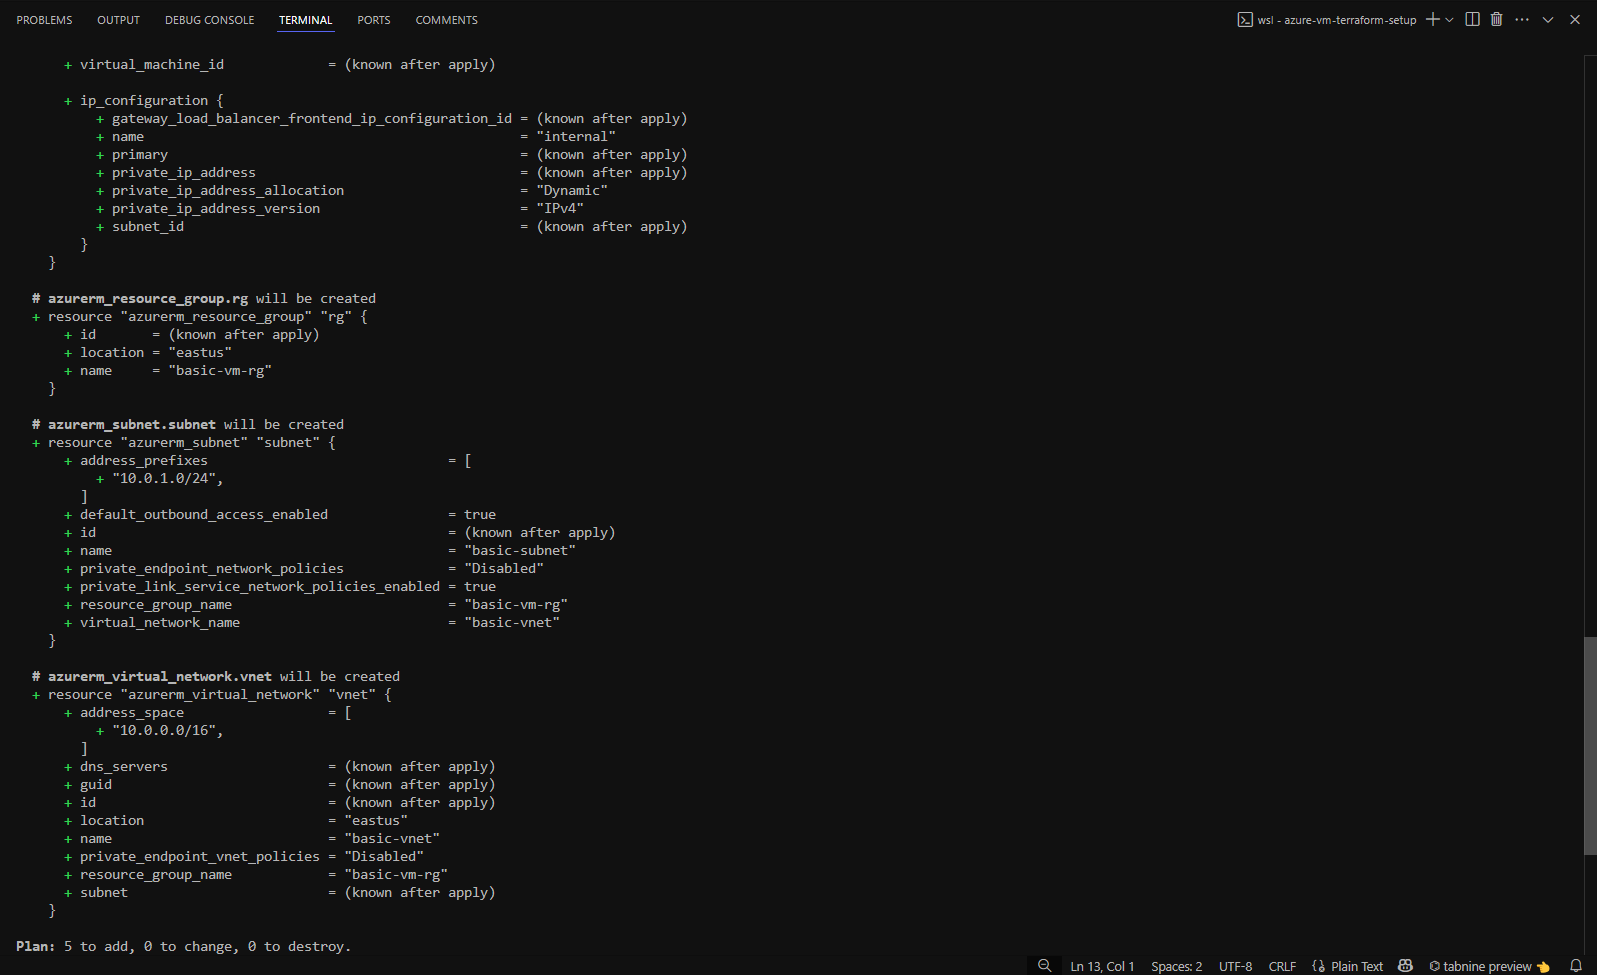 PROBLEMS OUTPUT DEBUG CONSOLE TERMINAL PORTS COMMENTS wsl - azure-vm-terraform-setup
+ virtual_machine_id = (known after apply)
+ ip_configuration {
+ gateway_load_balancer_frontend_ip_configuration_id = (known after apply)
+ name = "internal"
+ primary = (known after apply)
+ private_ip_address = (known after apply)
+ private_ip_address_allocation = "Dynamic"
+ private_ip_address_version = "IPv4"
+ subnet_id = (known after apply)
}
}
# azurerm_resource_group.rg will be created
+ resource "azurerm_resource_group" "rg" {
+ id = (known after apply)
+ location = "eastus"
+ name = "basic-vm-rg"
}
# azurerm_subnet.subnet will be created
+ resource "azurerm_subnet" "subnet" {
+ address_prefixes = [
+ "10.0.1.0/24",
]
+ default_outbound_access_enabled = true
+ id = (known after apply)
+ name = "basic-subnet"
+ private_endpoint_network_policies = "Disabled"
+ private_link_service_network_policies_enabled = true
+ resource_group_name = "basic-vm-rg"
+ virtual_network_name = "basic-vnet"
}
# azurerm_virtual_network.vnet will be created
+ resource "azurerm_virtual_network" "vnet" {
+ address_space = [
+ "10.0.0.0/16",
]
+ dns_servers = (known after apply)
+ guid = (known after apply)
+ id = (known after apply)
+ location = "eastus"
+ name = "basic-vnet"
+ private_endpoint_vnet_policies = "Disabled"
+ resource_group_name = "basic-vm-rg"
+ subnet = (known after apply)
}
Plan: 5 to add, 0 to change, 0 to destroy.
Ln 13, Col 1 Spaces: 2 UTF-8 CRLF {} Plain Text tabnine preview